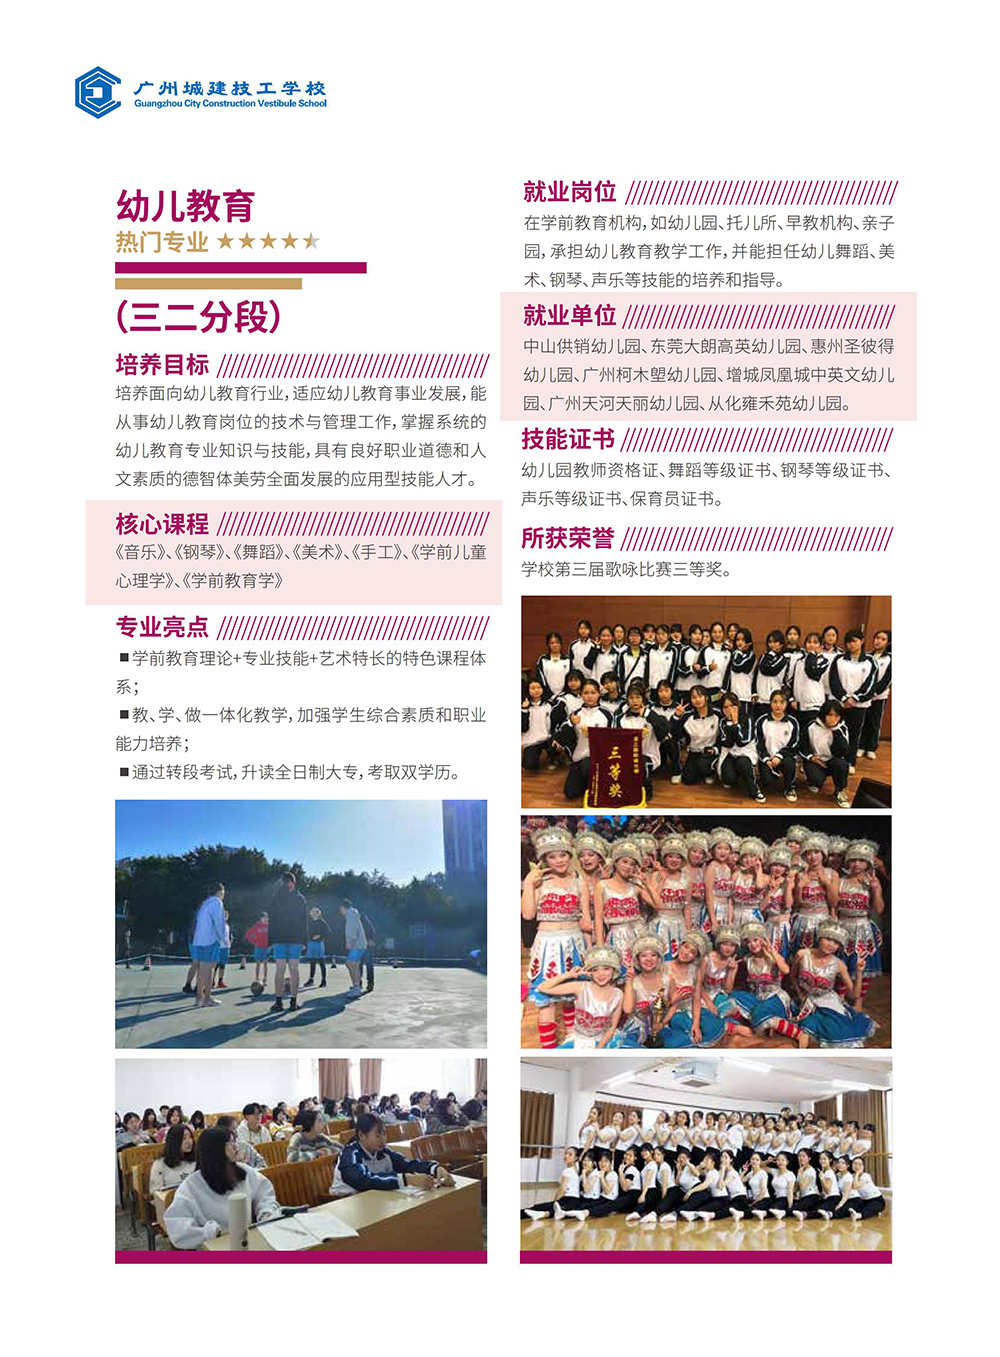 广州城建技工学校
Guangzhou City Construction Vestibule School
幼儿教育
热门专业
（三二分段）
培养目标
培养面向幼儿教育行业，适应幼儿教育事业发展，能
从事幼儿教育岗位的技术与管理工作，掌握系统的
幼儿教育专业知识与技能，具有良好职业道德和人
文素质的德智体美劳全面发展的应用型技能人才。
核心课程
《音乐》、《钢琴》、《舞蹈》、《美术》、《手工》、《学前儿童
心理学》、《学前教育学》
专业亮点
■学前教育理论+专业技能+艺术特长的特色课程体
系；
■教、学、做一体化教学，加强学生综合素质和职业
能力培养；
■通过转段考试，升读全日制大专，考取双学历。
就业岗位
在学前教育机构，如幼儿园、托儿所、早教机构、亲子
园，承担幼儿教育教学工作，并能担任幼儿舞蹈、美
术、钢琴、声乐等技能的培养和指导。
就业单位
中山供销幼儿园、东莞大朗高英幼儿园、惠州圣彼得
幼儿园、广州柯木塱幼儿园、增城凤凰城中英文幼儿
园、广州天河天丽幼儿园、从化雍禾苑幼儿园。
技能证书
幼儿园教师资格证、舞蹈等级证书、钢琴等级证书、
声乐等级证书、保育员证书。
所获荣誉
学校第三届歌咏比赛三等奖。
三等奖